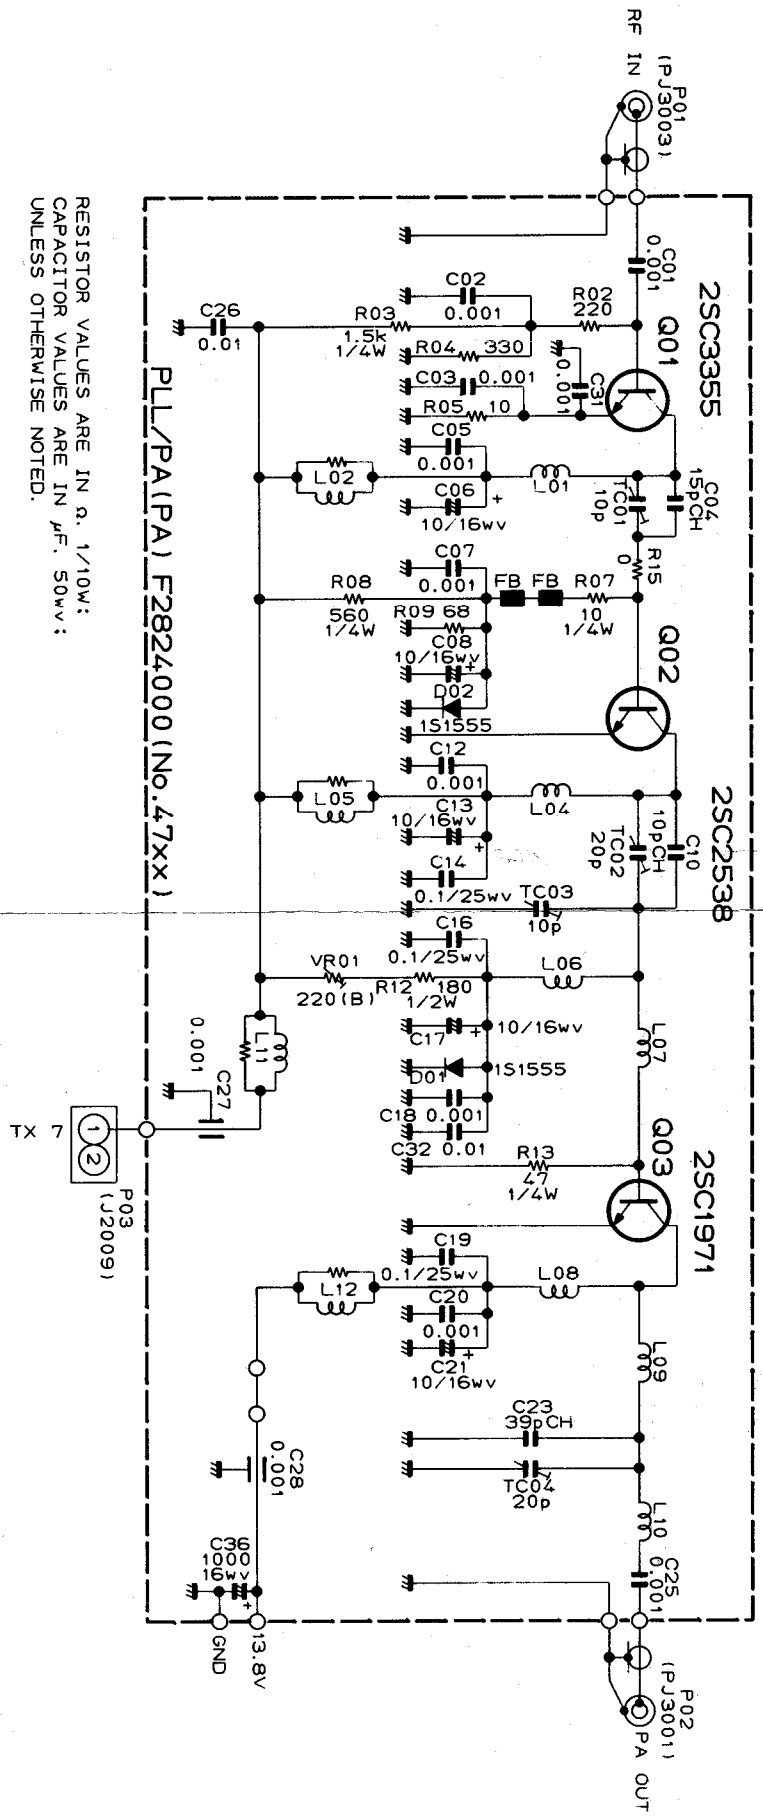 RF IN
P01
(PJ3003)
C01
0.001
2SC3355
Q01
C02
0.001
R02
220
R03
1.5k
1/4W
C26
0.01
R04 330
C03 0.001
C31
0.001
R05 10
C05
0.001
L02
L01
C06
+
10/16wv
TC01
10p
C04
15pCH
R15
0
C07
0.001
FB FB
R07
10
1/4W
R08
560
1/4W
R09 68
C08
10/16wv
+
D02
1S1555
Q02
2SC2538
C12
0.001
L05
L04
C13
10/16wv
+
C14
0.1/25wv
C10
10pCH
TC02
20p
TC03
10p
C16
0.1/25wv
L06
VR01
220(B)
R12 180
1/2W
C17
+
10/16wv
L07
L11
D01
1S1555
C18 0.001
C32 0.01
C27
0.001
TX 7
1
2
P03
(J2009)
R13
47
1/4W
Q03
2SC1971
C19
0.1/25wv
L12
L08
C20
0.001
C21
+
10/16wv
L09
C23
39pCH
TC04
20p
C28
0.001
L10
C25
0.001
C36
1000
16wv
+
GND
13.8V
P02
(PJ3001)
PA OUT
PLL/PA(PA) F2824000(No.47xx)
RESISTOR VALUES ARE IN Ω. 1/10W;
CAPACITOR VALUES ARE IN μF. 50wv;
UNLESS OTHERWISE NOTED.